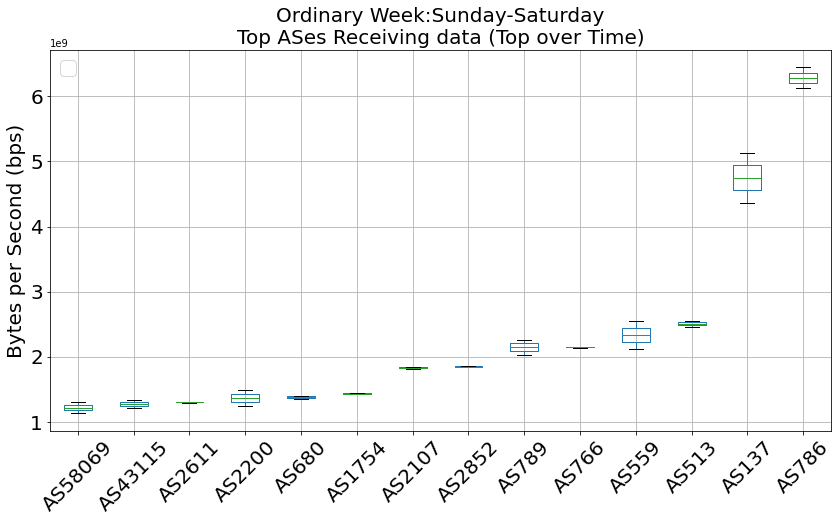 Ordinary Week:Sunday-Saturday
Top ASes Receiving data (Top over Time)
1e9
Bytes per Second (bps)
6
5
4
3
2
1
AS58069
AS43115
AS2611
AS2200
AS680
AS1754
AS2107
AS2852
AS789
AS766
AS559
AS513
AS137
AS786